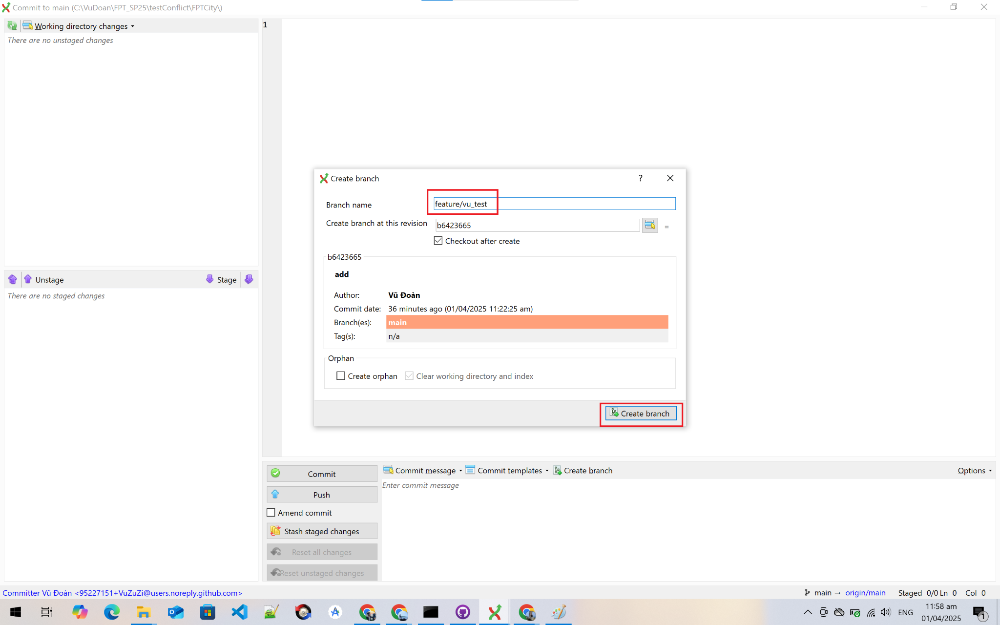 Commit to main (C:\VuDoan\FPT_SP25\testConflict\FPTCity\)
Working directory changes
There are no unstaged changes
1
Unstage
Stage
There are no staged changes
Create branch
?
Branch name
feature/vu_test
Create branch at this revision
b6423665
=
Checkout after create
b6423665
add
Author: Vũ Đoàn
Commit date: 36 minutes ago (01/04/2025 11:22:25 am)
Branch(es): main
Tag(s): n/a
Orphan
Create orphan
Clear working directory and index
Create branch
Commit
Push
Amend commit
Stash staged changes
Reset all changes
Reset unstaged changes
Commit message
Commit templates
Create branch
Options
Enter commit message
Committer Vũ Đoàn <95227151+VuZuZi@users.noreply.github.com>
main → origin/main
Staged 0/0 Ln 0 Col 0
ENG
11:58 am
01/04/2025
1